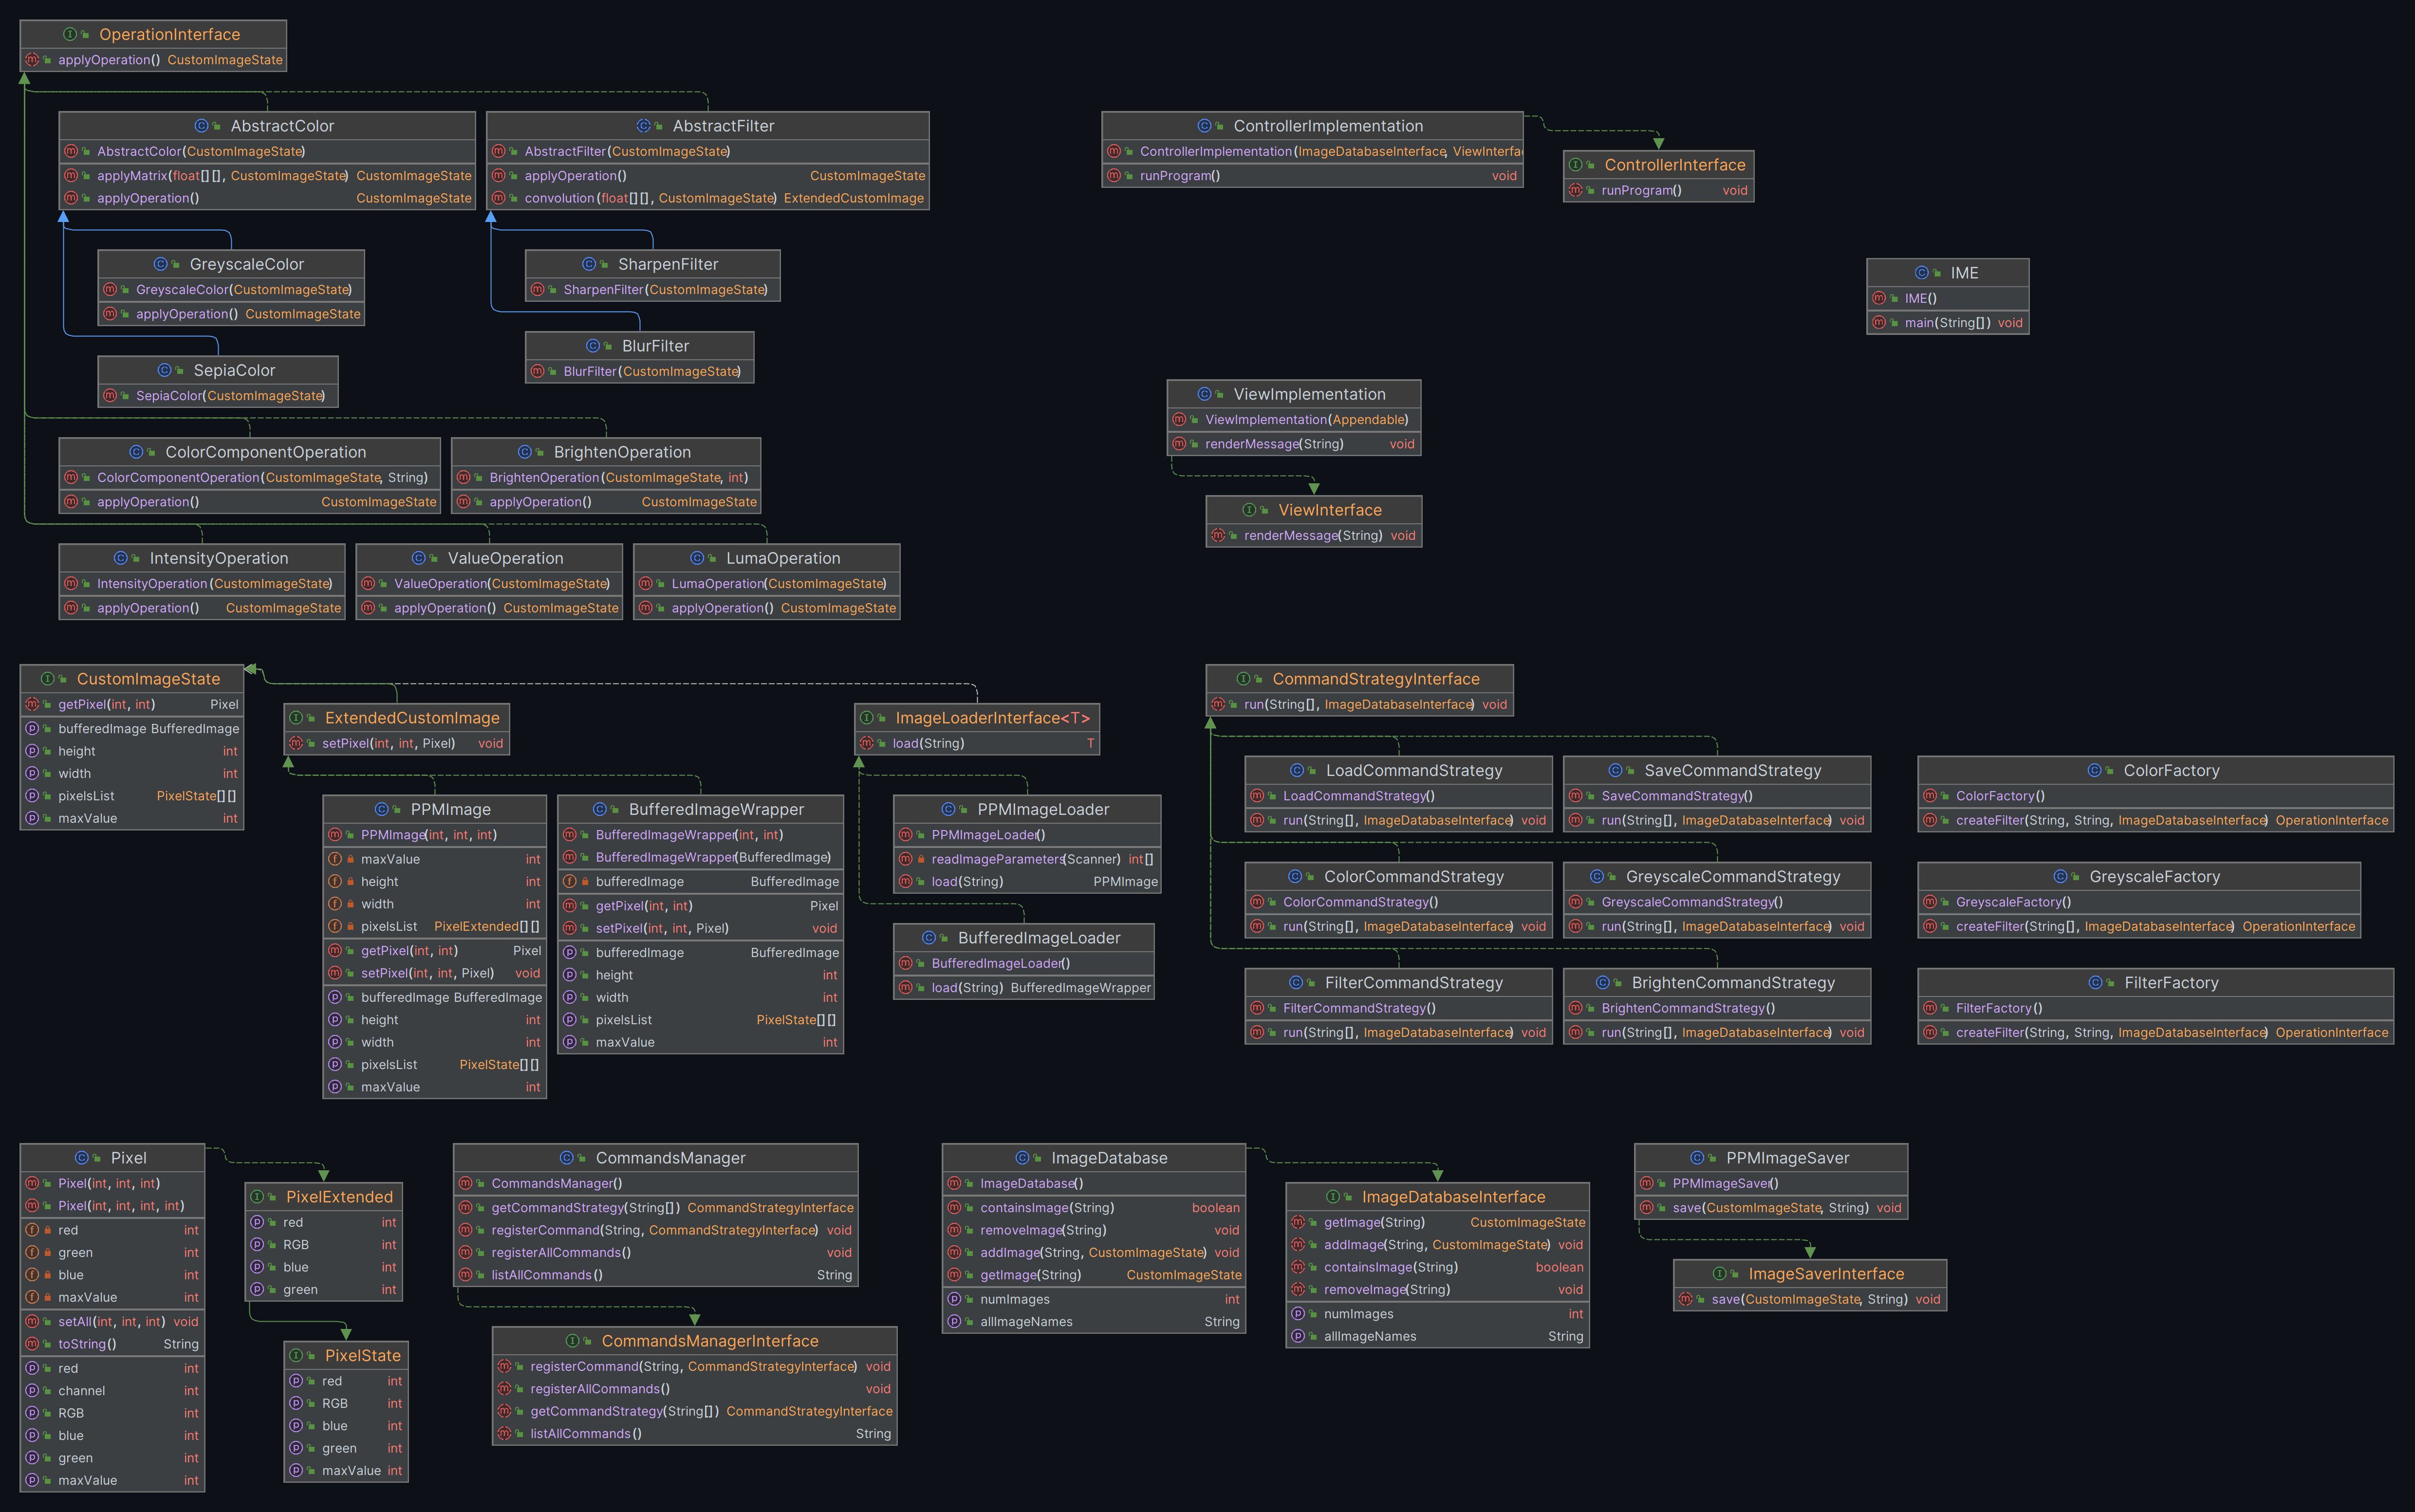 OperationInterface
applyOperation() CustomImageState
AbstractColor
AbstractColor(CustomImageState)
applyMatrix(float[][], CustomImageState) CustomImageState
applyOperation() CustomImageState
AbstractFilter
AbstractFilter(CustomImageState)
applyOperation() CustomImageState
convolution(float[][], CustomImageState) ExtendedCustomImage
ControllerImplementation
ControllerImplementation(ImageDatabaseInterface, ViewInterfac
runProgram() void
ControllerInterface
runProgram() void
GreyscaleColor
GreyscaleColor(CustomImageState)
applyOperation() CustomImageState
SharpenFilter
SharpenFilter(CustomImageState)
IME
IME()
main(String[]) void
BlurFilter
BlurFilter(CustomImageState)
SepiaColor
SepiaColor(CustomImageState)
ViewImplementation
ViewImplementation(Appendable)
renderMessage(String) void
ColorComponentOperation
ColorComponentOperation(CustomImageState, String)
applyOperation() CustomImageState
BrightenOperation
BrightenOperation(CustomImageState, int)
applyOperation() CustomImageState
ViewInterface
renderMessage(String) void
IntensityOperation
IntensityOperation(CustomImageState)
applyOperation() CustomImageState
ValueOperation
ValueOperation(CustomImageState)
applyOperation() CustomImageState
LumaOperation
LumaOperation(CustomImageState)
applyOperation() CustomImageState
CustomImageState
getPixel(int, int) Pixel
bufferedImage BufferedImage
height int
width int
pixelsList PixelState[][]
maxValue int
ExtendedCustomImage
setPixel(int, int, Pixel) void
ImageLoaderInterface<T>
load(String) T
CommandStrategyInterface
run(String[], ImageDatabaseInterface) void
PPMImage
PPMImage(int, int, int)
maxValue int
height int
width int
pixelsList PixelExtended[][]
getPixel(int, int) Pixel
setPixel(int, int, Pixel) void
bufferedImage BufferedImage
height int
width int
pixelsList PixelState[][]
maxValue int
BufferedImageWrapper
BufferedImageWrapper(int, int)
BufferedImageWrapper(BufferedImage)
bufferedImage BufferedImage
getPixel(int, int) Pixel
setPixel(int, int, Pixel) void
bufferedImage BufferedImage
height int
width int
pixelsList PixelState[][]
maxValue int
PPMImageLoader
PPMImageLoader()
readImageParameters(Scanner) int[]
load(String) PPMImage
BufferedImageLoader
BufferedImageLoader()
load(String) BufferedImageWrapper
LoadCommandStrategy
LoadCommandStrategy()
run(String[], ImageDatabaseInterface) void
SaveCommandStrategy
SaveCommandStrategy()
run(String[], ImageDatabaseInterface) void
ColorFactory
ColorFactory()
createFilter(String, String, ImageDatabaseInterface) OperationInterface
ColorCommandStrategy
ColorCommandStrategy()
run(String[], ImageDatabaseInterface) void
GreyscaleCommandStrategy
GreyscaleCommandStrategy()
run(String[], ImageDatabaseInterface) void
GreyscaleFactory
GreyscaleFactory()
createFilter(String[], ImageDatabaseInterface) OperationInterface
FilterCommandStrategy
FilterCommandStrategy()
run(String[], ImageDatabaseInterface) void
BrightenCommandStrategy
BrightenCommandStrategy()
run(String[], ImageDatabaseInterface) void
FilterFactory
FilterFactory()
createFilter(String, String, ImageDatabaseInterface) OperationInterface
Pixel
Pixel(int, int, int)
Pixel(int, int, int, int)
red int
green int
blue int
maxValue int
setAll(int, int, int) void
toString() String
red int
channel int
RGB int
blue int
green int
maxValue int
PixelExtended
red int
RGB int
blue int
green int
PixelState
red int
RGB int
blue int
green int
maxValue int
CommandsManager
CommandsManager()
getCommandStrategy(String[]) CommandStrategyInterface
registerCommand(String, CommandStrategyInterface) void
registerAllCommands() void
listAllCommands() String
CommandsManagerInterface
registerCommand(String, CommandStrategyInterface) void
registerAllCommands() void
getCommandStrategy(String[]) CommandStrategyInterface
listAllCommands() String
ImageDatabase
ImageDatabase()
containsImage(String) boolean
removeImage(String) void
addImage(String, CustomImageState) void
getImage(String) CustomImageState
numImages int
allImageNames String
ImageDatabaseInterface
getImage(String) CustomImageState
addImage(String, CustomImageState) void
containsImage(String) boolean
removeImage(String) void
numImages int
allImageNames String
PPMImageSaver
PPMImageSaver()
save(CustomImageState, String) void
ImageSaverInterface
save(CustomImageState, String) void